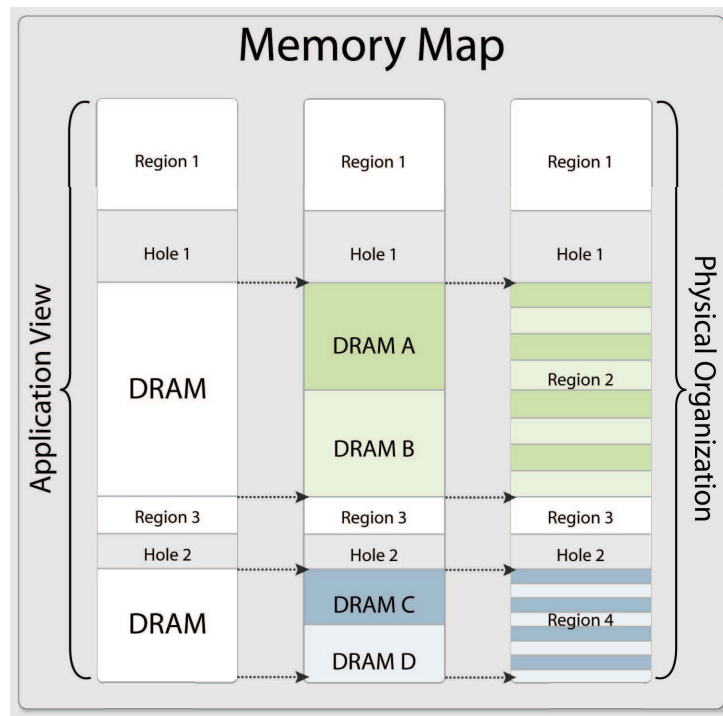 Memory Map
Application View
Region 1
Hole 1
DRAM
Region 3
Hole 2
DRAM
Region 1
Hole 1
DRAM A
DRAM B
Region 3
Hole 2
DRAM C
DRAM D
Region 1
Hole 1
Region 2
Region 3
Hole 2
Region 4
Physical Organization